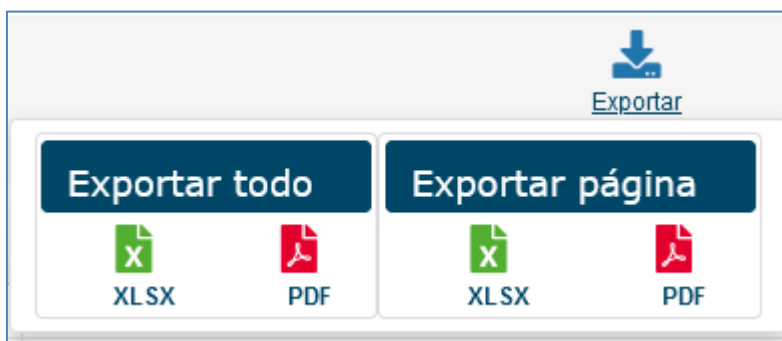 Exportar
Exportar todo
Exportar página
XLSX
PDF
XLSX
PDF